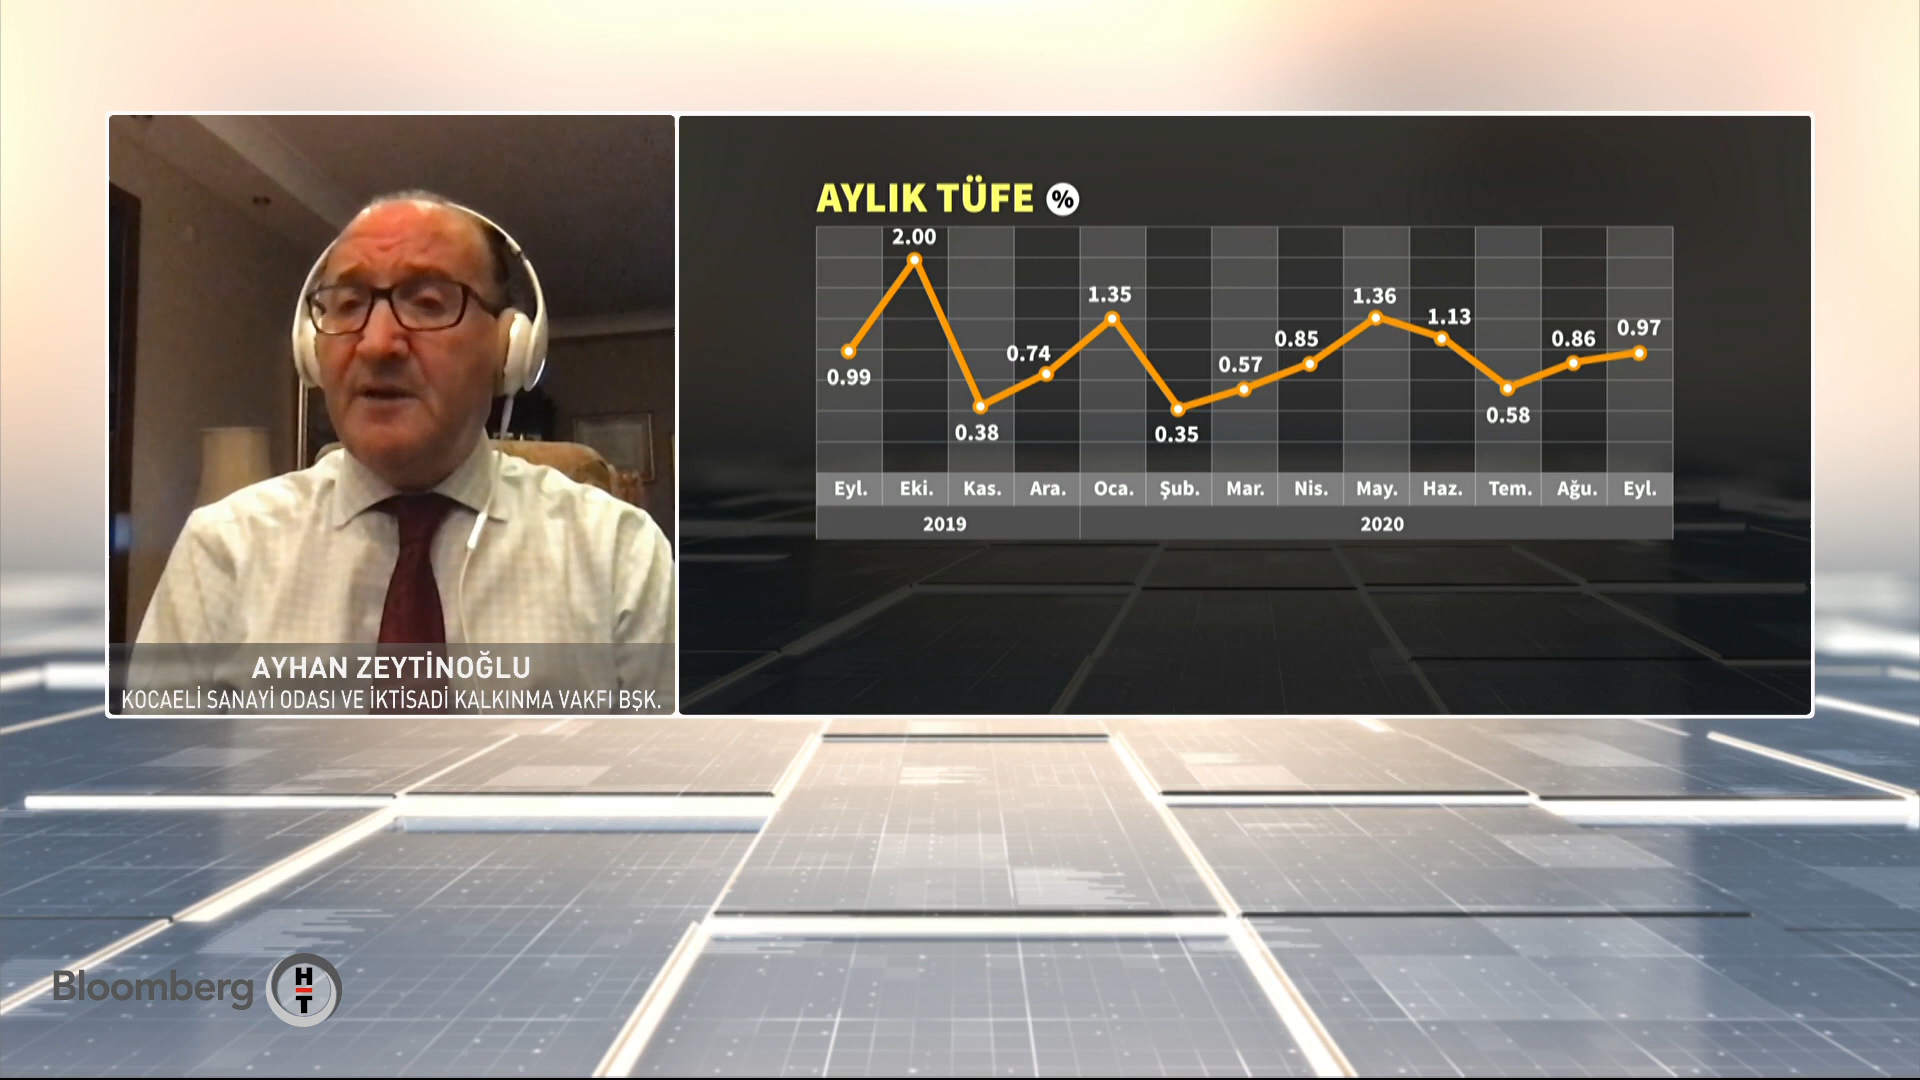 AYLIK TÜFE %
2.00
1.35
1.36
1.13
0.99
0.74
0.85
0.86
0.97
0.57
0.38
0.35
0.58
Eyl. Eki. Kas. Ara. Oca. Şub. Mar. Nis. May. Haz. Tem. Ağu. Eyl.
2019 2020
AYHAN ZEYTİNOĞLU
KOCAELİ SANAYİ ODASI VE İKTİSADİ KALKINMA VAKFI BŞK.
Bloomberg HT